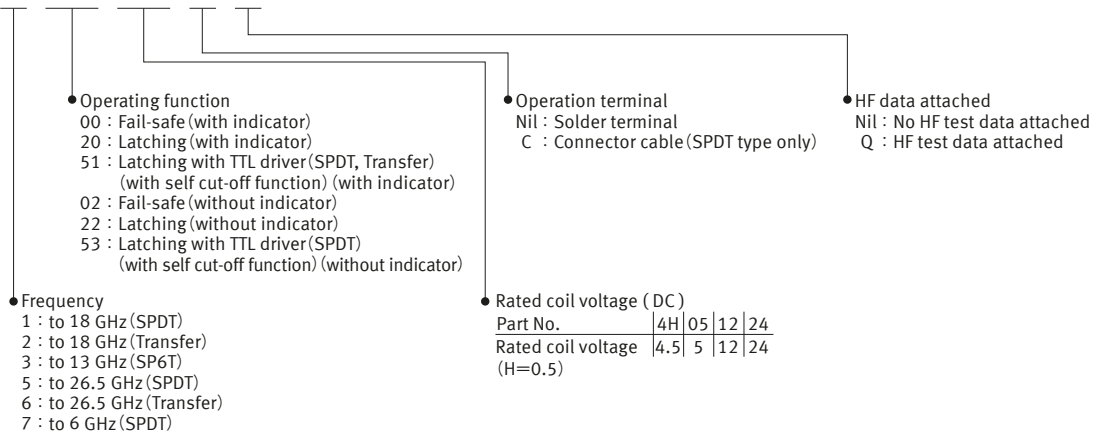 Operating function
00：Fail-safe(with indicator)
20：Latching(with indicator)
51：Latching with TTL driver(SPDT, Transfer)
(with self cut-off function)(with indicator)
02：Fail-safe(without indicator)
22：Latching(without indicator)
53：Latching with TTL driver(SPDT)
(with self cut-off function)(without indicator)
Operation terminal
Nil：Solder terminal
C：Connector cable(SPDT type only)
HF data attached
Nil：No HF test data attached
Q：HF test data attached
Frequency
1：to 18 GHz(SPDT)
2：to 18 GHz(Transfer)
3：to 13 GHz(SP6T)
5：to 26.5 GHz(SPDT)
6：to 26.5 GHz(Transfer)
7：to 6 GHz(SPDT)
Rated coil voltage (DC)
Part No. 4H 05 12 24
Rated coil voltage 4.5 5 12 24
(H＝0.5)